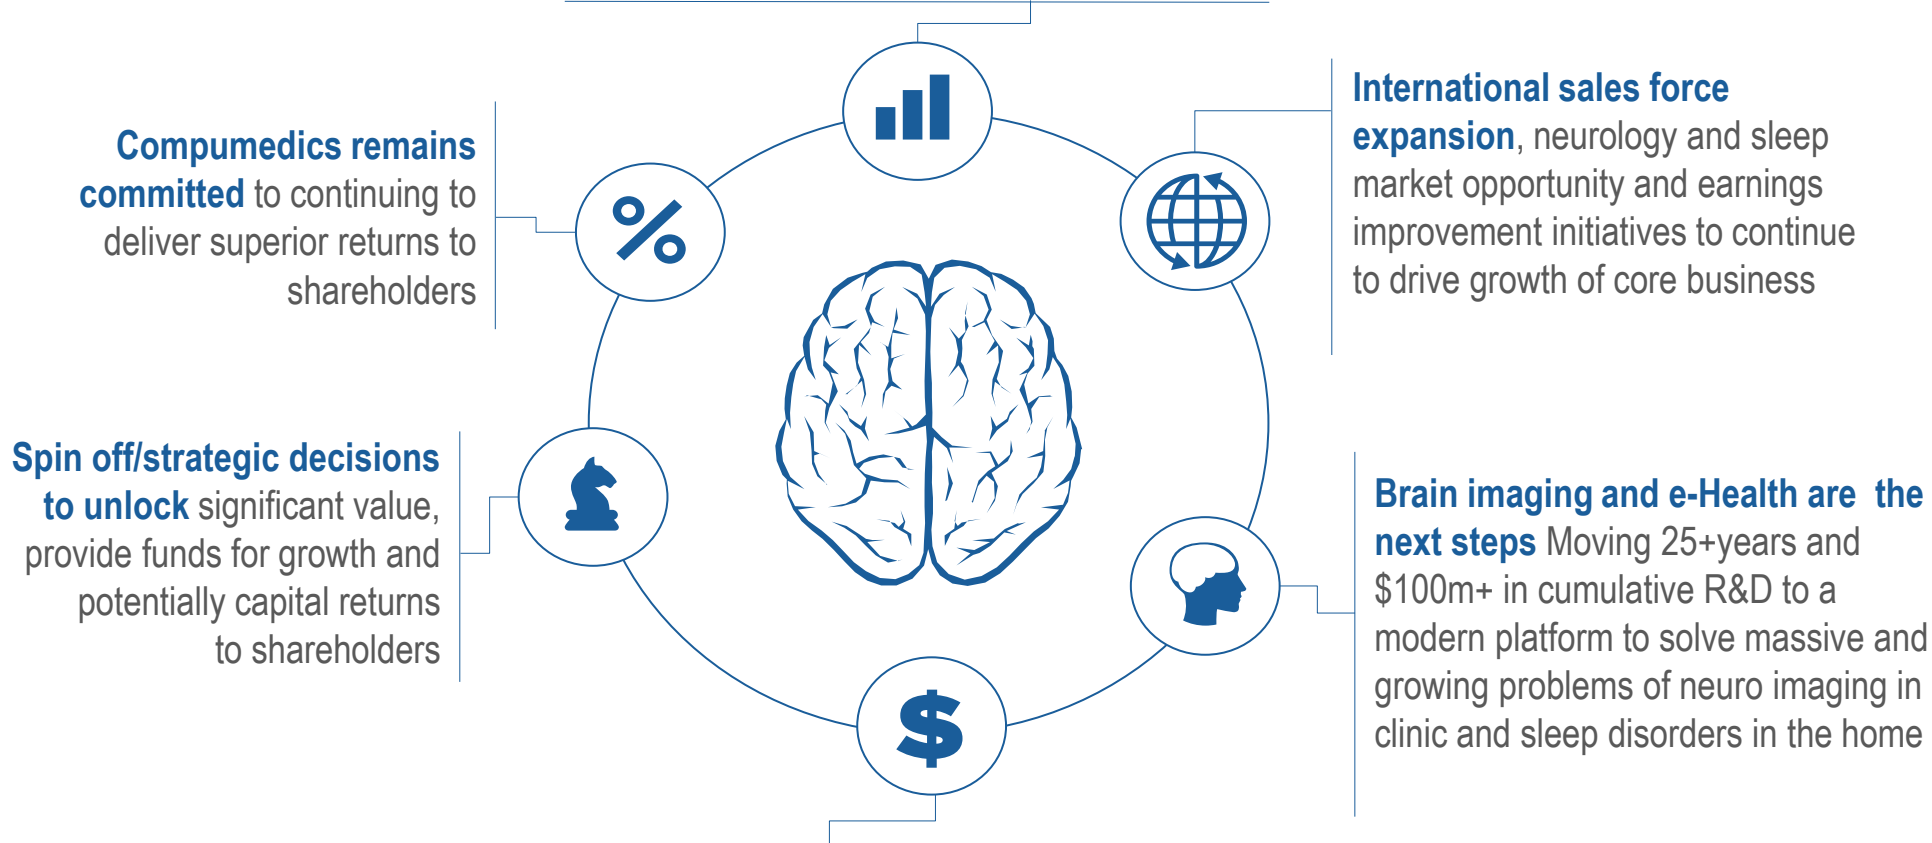 Compumedics remains
committed to continuing to
deliver superior returns to
shareholders
International sales force
expansion, neurology and sleep
market opportunity and earnings
improvement initiatives to continue
to drive growth of core business
Spin off/strategic decisions
to unlock significant value,
provide funds for growth and
potentially capital returns
to shareholders
Brain imaging and e-Health are  the
next steps Moving 25+years and
$100m+ in cumulative R&D to a
modern platform to solve massive and
growing problems of neuro imaging in
clinic and sleep disorders in the home
%
$